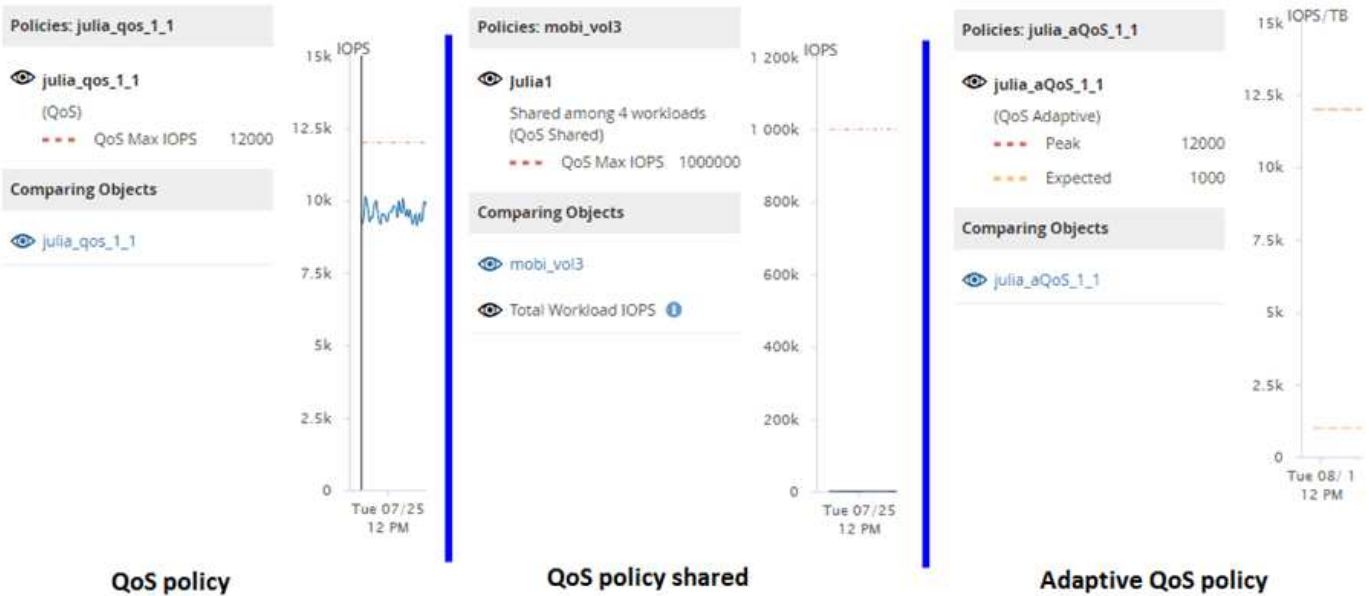 Policies: julia_qos_1_1
julia_qos_1_1
(QoS)
QoS Max IOPS 12000
Comparing Objects
julia_qos_1_1
IOPS
15k
12.5k
10k
7.5k
5k
2.5k
0
Tue 07/25
12 PM
QoS policy
Policies: mobi_vol3
Julia1
Shared among 4 workloads
(QoS Shared)
QoS Max IOPS 1000000
Comparing Objects
mobi_vol3
Total Workload IOPS
IOPS
1 200k
1 000k
800k
600k
400k
200k
0
Tue 07/25
12 PM
QoS policy shared
Policies: julia_aQoS_1_1
julia_aQoS_1_1
(QoS Adaptive)
Peak 12000
Expected 1000
Comparing Objects
julia_aQoS_1_1
IOPS/TB
15k
12.5k
10k
7.5k
5k
2.5k
0
Tue 08/ 1
12 PM
Adaptive QoS policy